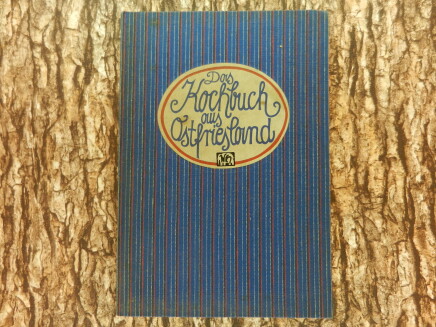 Das
Kochbuch
aus
Ostfriesland